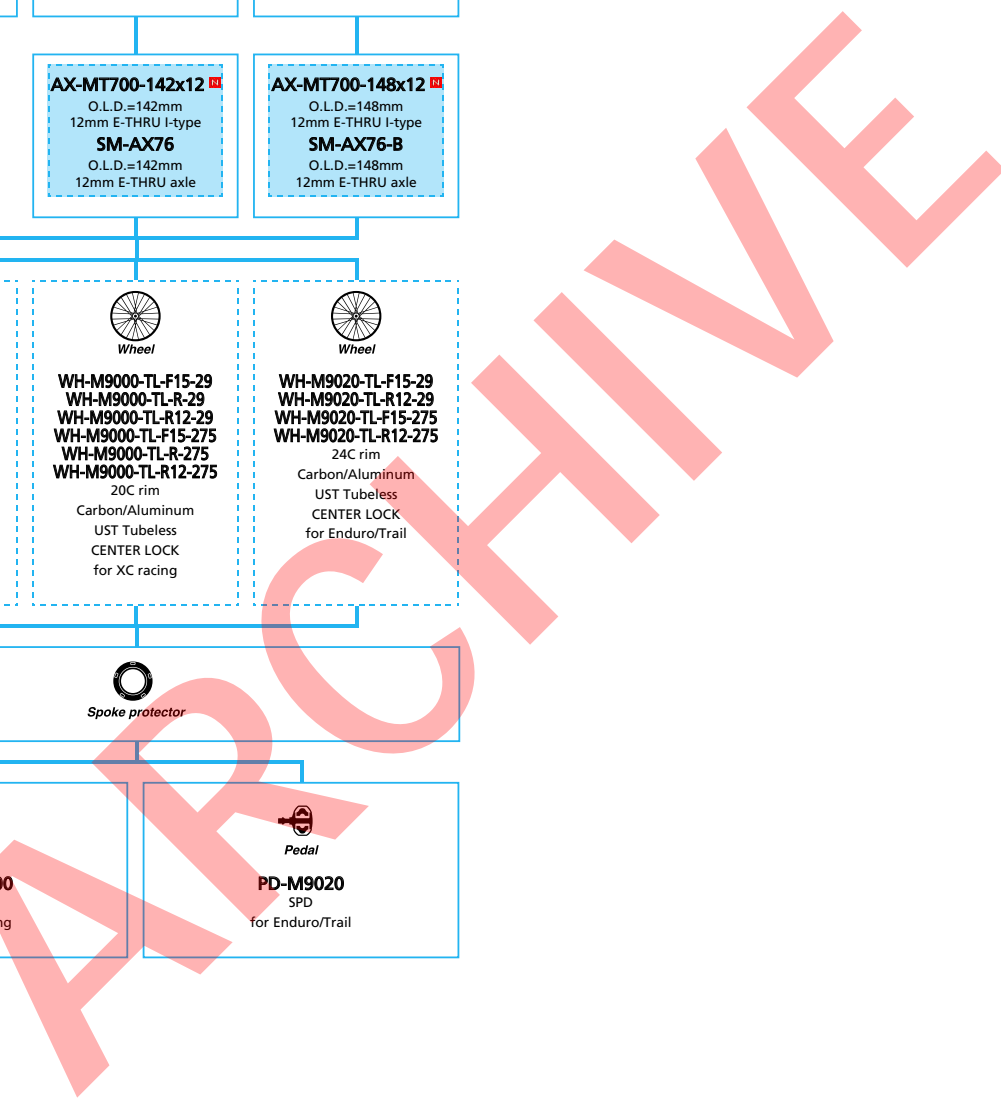 AX-MT700-142x12 N
O.L.D.=142mm
12mm E-THRU I-type
SM-AX76
O.L.D.=142mm
12mm E-THRU axle
AX-MT700-148x12 N
O.L.D.=148mm
12mm E-THRU I-type
SM-AX76-B
O.L.D.=148mm
12mm E-THRU axle
Wheel
WH-M9000-TL-F15-29
WH-M9000-TL-R-29
WH-M9000-TL-R12-29
WH-M9000-TL-F15-275
WH-M9000-TL-R-275
WH-M9000-TL-R12-275
20C rim
Carbon/Aluminum
UST Tubeless
CENTER LOCK
for XC racing
Wheel
WH-M9020-TL-F15-29
WH-M9020-TL-R12-29
WH-M9020-TL-F15-275
WH-M9020-TL-R12-275
24C rim
Carbon/Aluminum
UST Tubeless
CENTER LOCK
for Enduro/Trail
Spoke protector
Pedal
PD-M9020
SPD
for Enduro/Trail
ARCHIVE